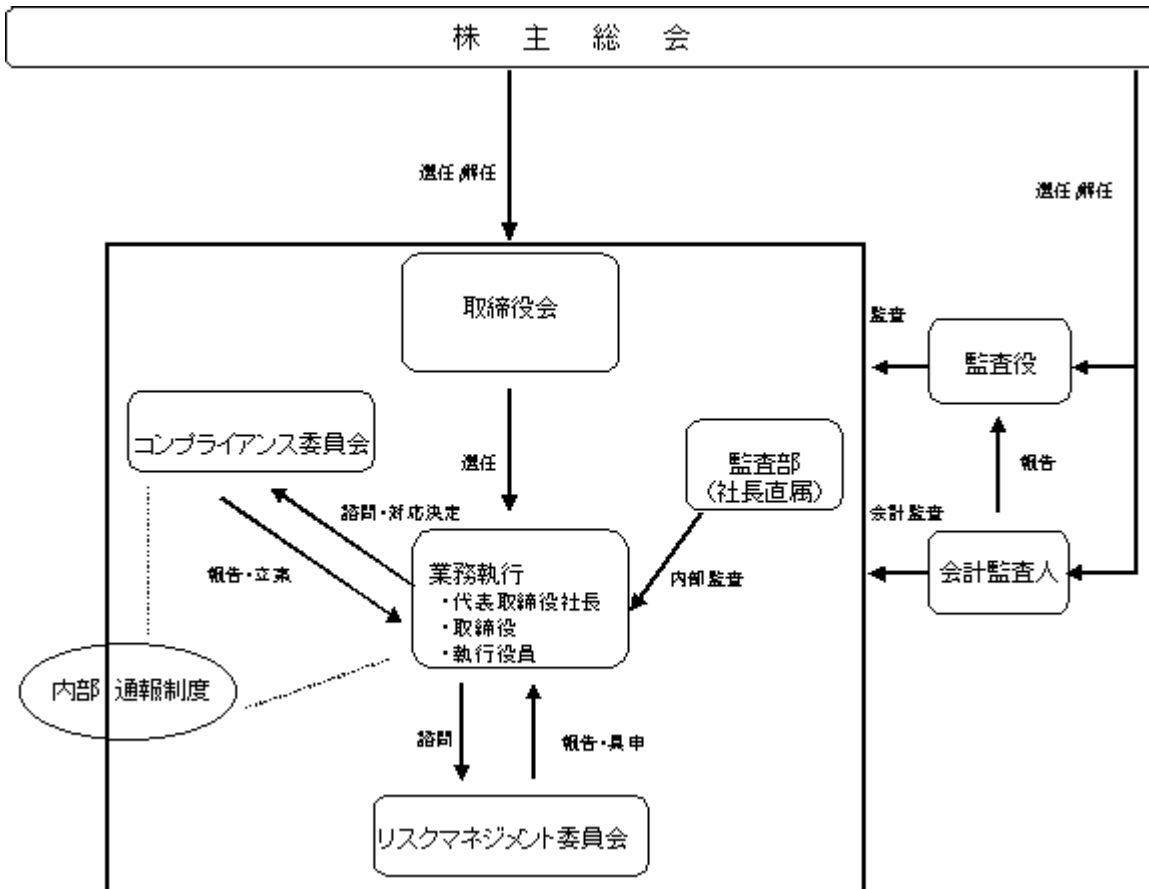 株 主 総 会
選任/解任
選任/解任
取締役会
監査
監査役
コンプライアンス委員会
選任
監査部
(社長直属)
報告
諮問・対応決定
会計監査
報告・立案
業務執行
・代表取締役社長
・取締役
・執行役員
内部監査
会計監査人
内部通報制度
諮問
報告・具申
リスクマネジメント委員会